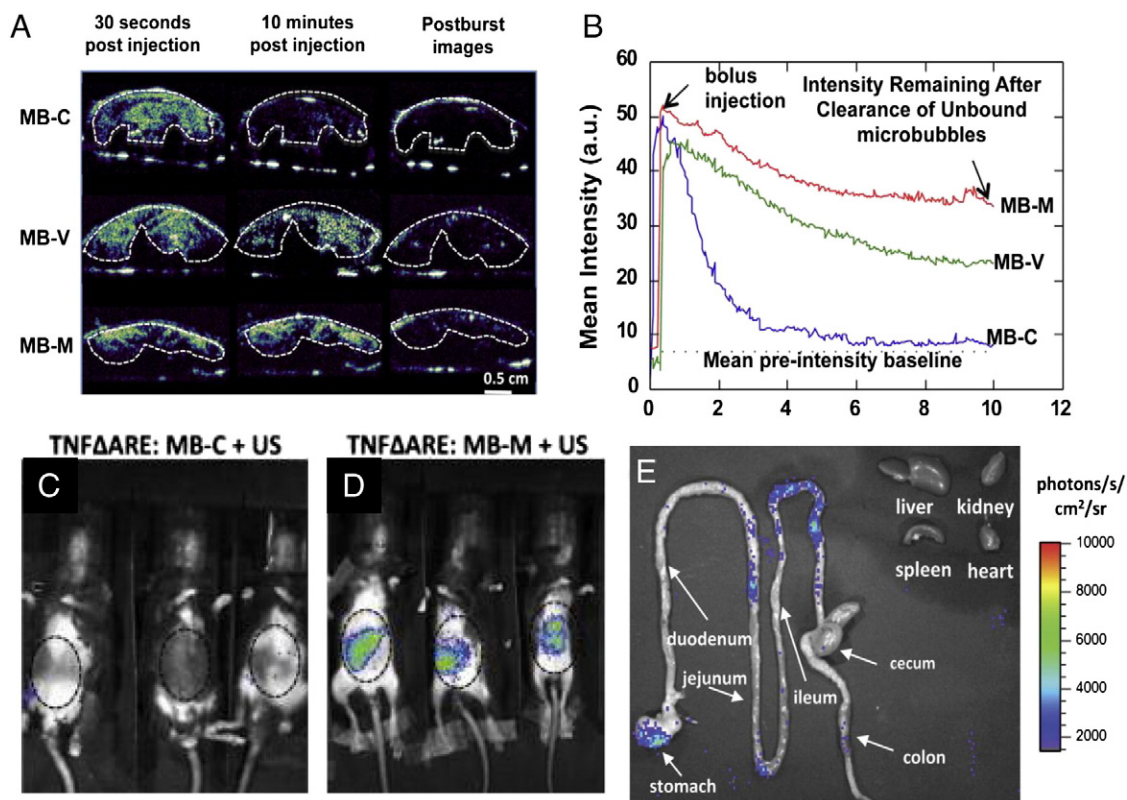 A
30 seconds
post injection
10 minutes
post injection
Postburst
images
MB-C
MB-V
MB-M
0.5 cm
B
Mean Intensity (a.u.)
60
50
40
30
20
10
0
bolus
injection
Intensity Remaining After
Clearance of Unbound
microbubbles
MB-M
MB-V
MB-C
Mean pre-intensity baseline
0 2 4 6 8 10 12
TNFΔARE: MB-C + US
C
TNFΔARE: MB-M + US
D
E
liver
kidney
spleen
heart
duodenum
jejunum
ileum
cecum
colon
stomach
photons/s/
cm²/sr
10000
8000
6000
4000
2000